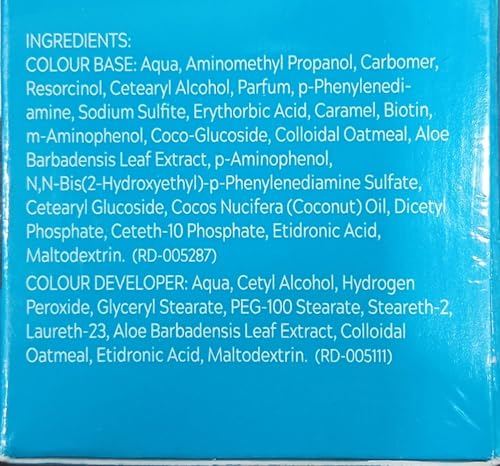 INGREDIENTS:
COLOUR BASE: Aqua, Aminomethyl Propanol, Carbomer,
Resorcinol, Cetearyl Alcohol, Parfum, p-Phenylenedi-
amine, Sodium Sulfite, Erythorbic Acid, Caramel, Biotin,
m-Aminophenol, Coco-Glucoside, Colloidal Oatmeal, Aloe
Barbadensis Leaf Extract, p-Aminophenol,
N,N-Bis(2-Hydroxyethyl)-p-Phenylenediamine Sulfate,
Cetearyl Glucoside, Cocos Nucifera (Coconut) Oil, Dicetyl
Phosphate, Ceteth-10 Phosphate, Etidronic Acid,
Maltodextrin. (RD-005287)
COLOUR DEVELOPER: Aqua, Cetyl Alcohol, Hydrogen
Peroxide, Glyceryl Stearate, PEG-100 Stearate, Steareth-2,
Laureth-23, Aloe Barbadensis Leaf Extract, Colloidal
Oatmeal, Etidronic Acid, Maltodextrin. (RD-005111)